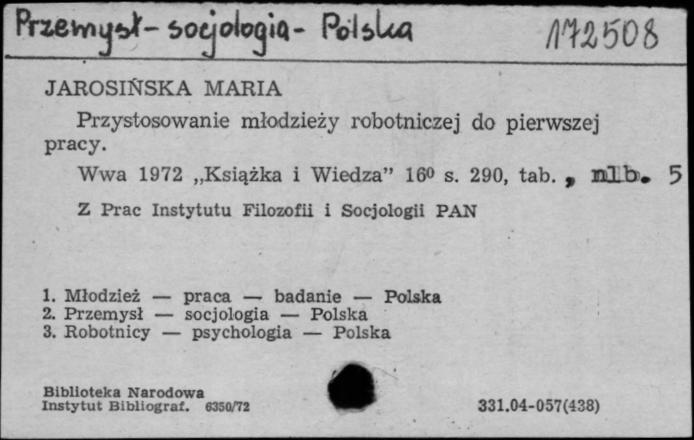 Przemysł - socjologia - Polska 172508
JAROSIŃSKA MARIA
Przystosowanie młodzieży robotniczej do pierwszej
pracy.
Wwa 1972 „Książka i Wiedza” 16⁰ s. 290, tab. , nlb. 5
Z Prac Instytutu Filozofii i Socjologii PAN
1. Młodzież — praca — badanie — Polska
2. Przemysł — socjologia — Polska
3. Robotnicy — psychologia — Polska
Biblioteka Narodowa
Instytut Bibliograf. 6350/72 331.04-057(438)